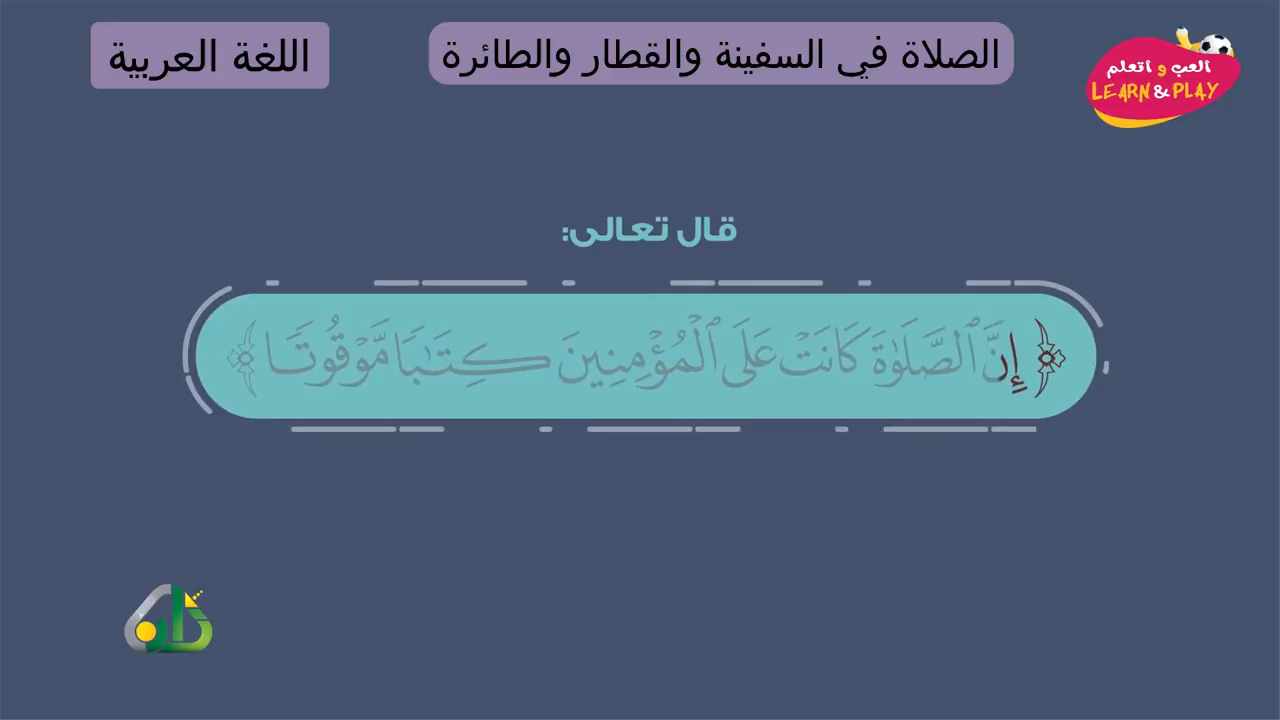 الصلاة في السفينة والقطار والطائرة
اللغة العربية
العب و اتعلم
LEARN & PLAY
قال تعالى:
﴿إِنَّ ٱلصَّلَوٰةَ كَانَتْ عَلَى ٱلْمُؤْمِنِينَ كِتَٰبًا مَّوْقُوتًا﴾